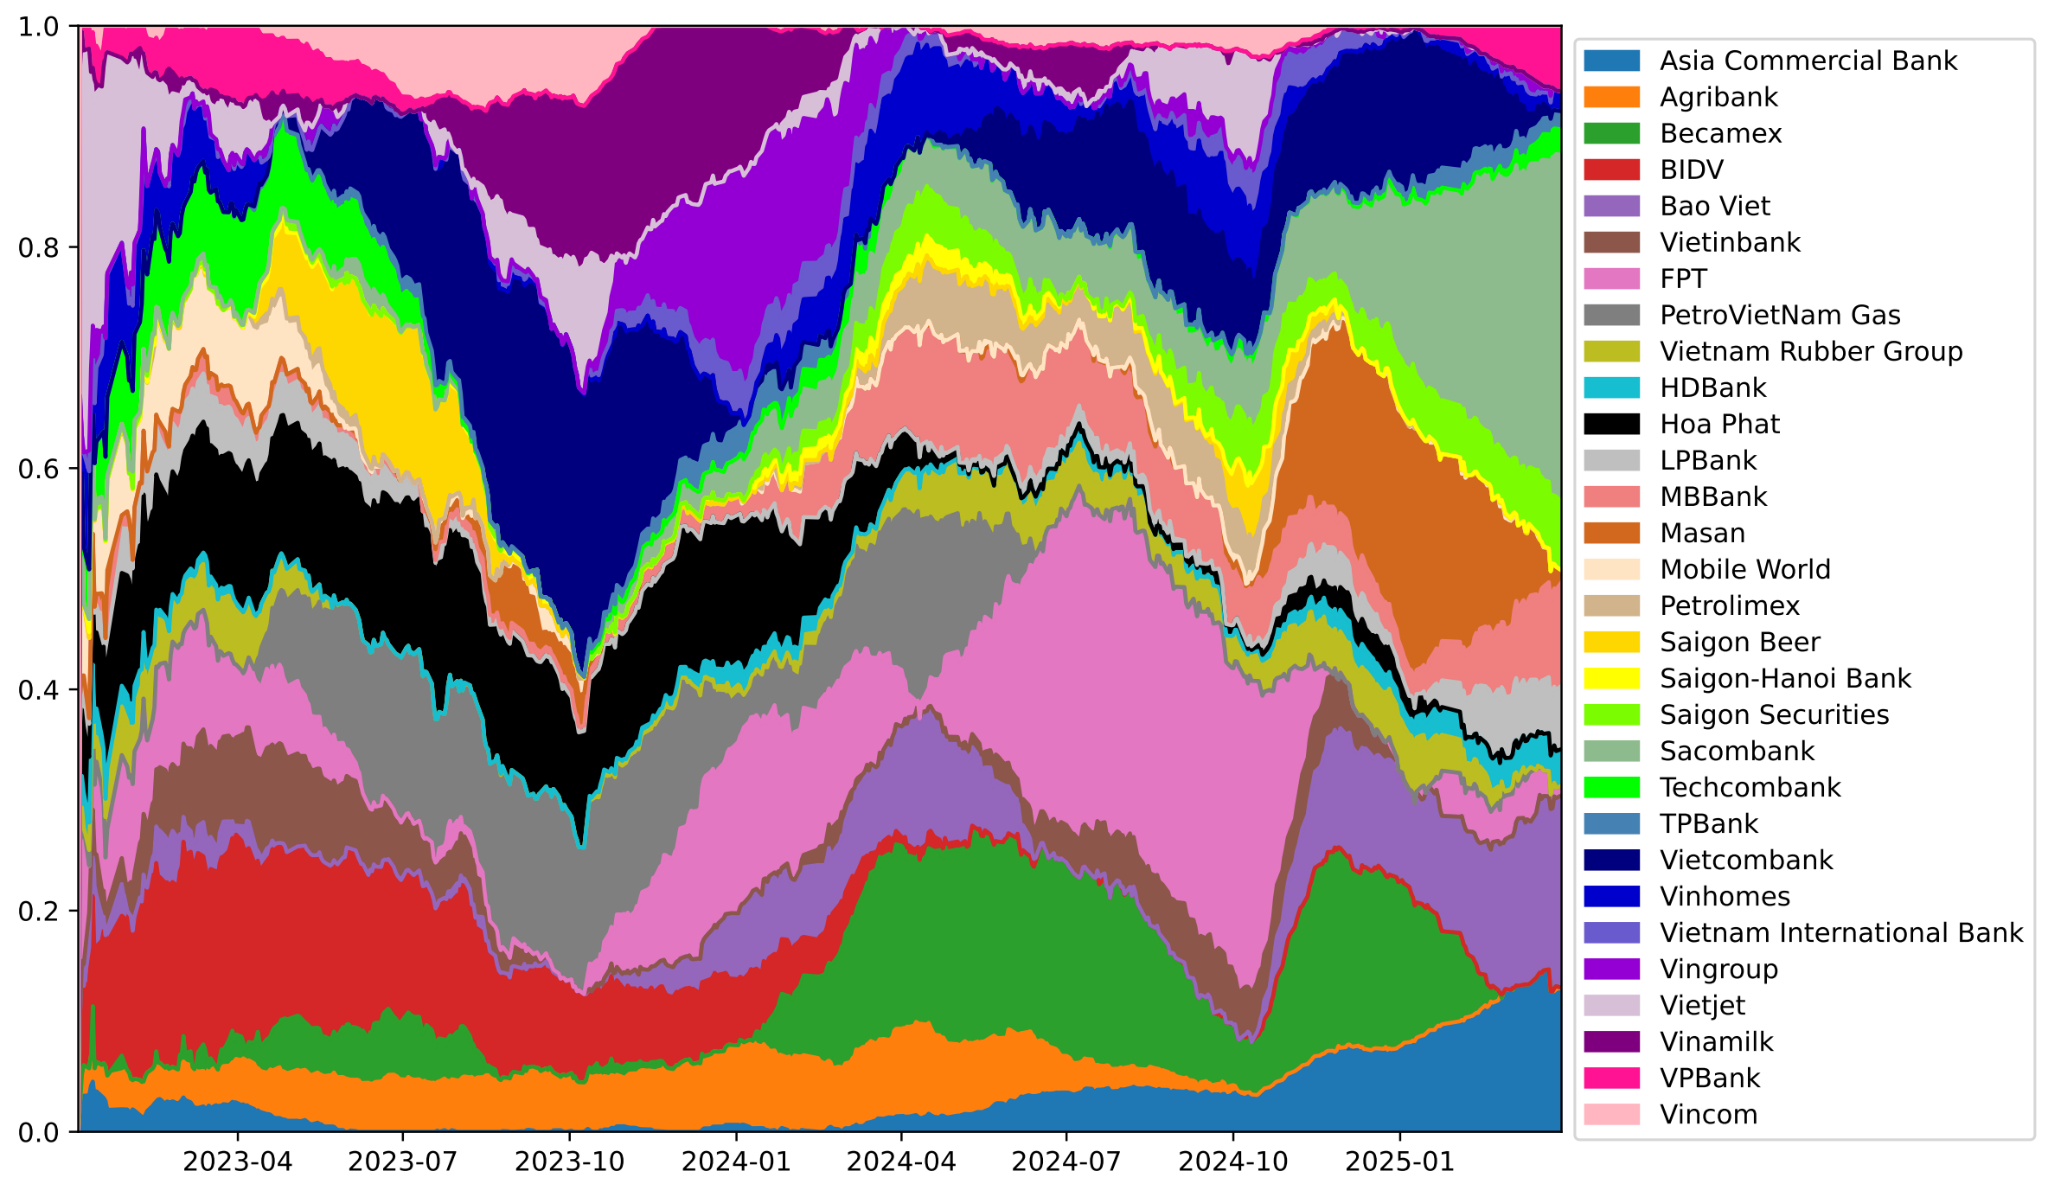 1.0
0.8
0.6
0.4
0.2
0.0
2023-04
2023-07
2023-10
2024-01
2024-04
2024-07
2024-10
2025-01
Asia Commercial Bank
Agribank
Becamex
BIDV
Bao Viet
Vietinbank
FPT
PetroVietNam Gas
Vietnam Rubber Group
HDBank
Hoa Phat
LPBank
MBBank
Masan
Mobile World
Petrolimex
Saigon Beer
Saigon-Hanoi Bank
Saigon Securities
Sacombank
Techcombank
TPBank
Vietcombank
Vinhomes
Vietnam International Bank
Vingroup
Vietjet
Vinamilk
VPBank
Vincom